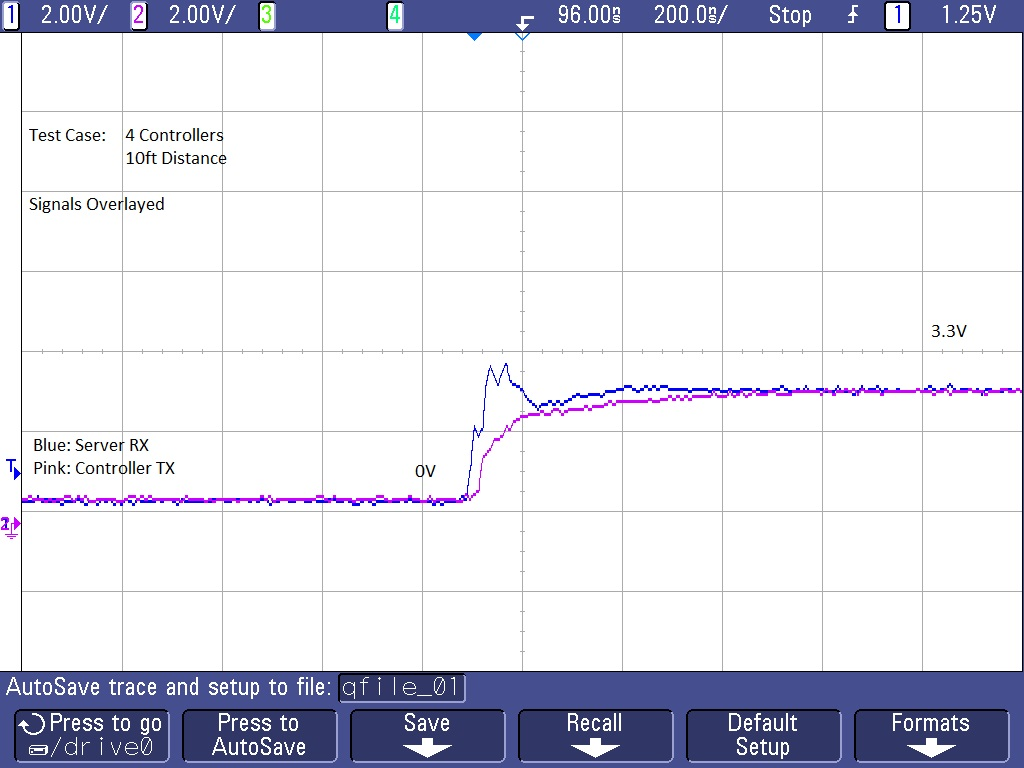 1 2.00V/ 2 2.00V/ 3 4 96.00ns 200.0ns/ Stop 1 1.25V
Test Case: 4 Controllers
10ft Distance
Signals Overlayed
3.3V
Blue: Server RX
Pink: Controller TX
0V
T
2
AutoSave trace and setup to file: qfile_01
Press to go
/drive0
Press to
AutoSave
Save
Recall
Default
Setup
Formats